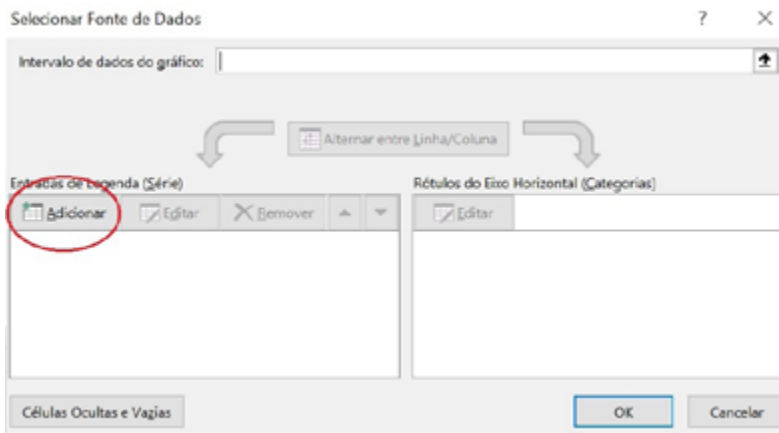 Selecionar Fonte de Dados ?
Intervalo de dados do gráfico:
Alternar entre Linha/Coluna
Entradas de Legenda (Série) Rótulos do Eixo Horizontal (Categorias)
Adicionar Editar Remover Editar
Células Ocultas e Vazias OK Cancelar